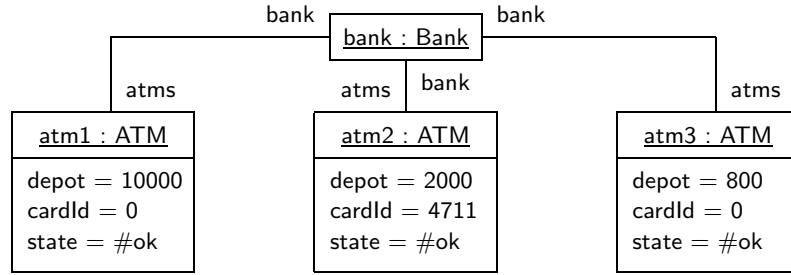 bank
bank
bank : Bank
atms
atms
bank
atms
atm1 : ATM
atm2 : ATM
atm3 : ATM
depot = 10000
cardId = 0
state = #ok
depot = 2000
cardId = 4711
state = #ok
depot = 800
cardId = 0
state = #ok